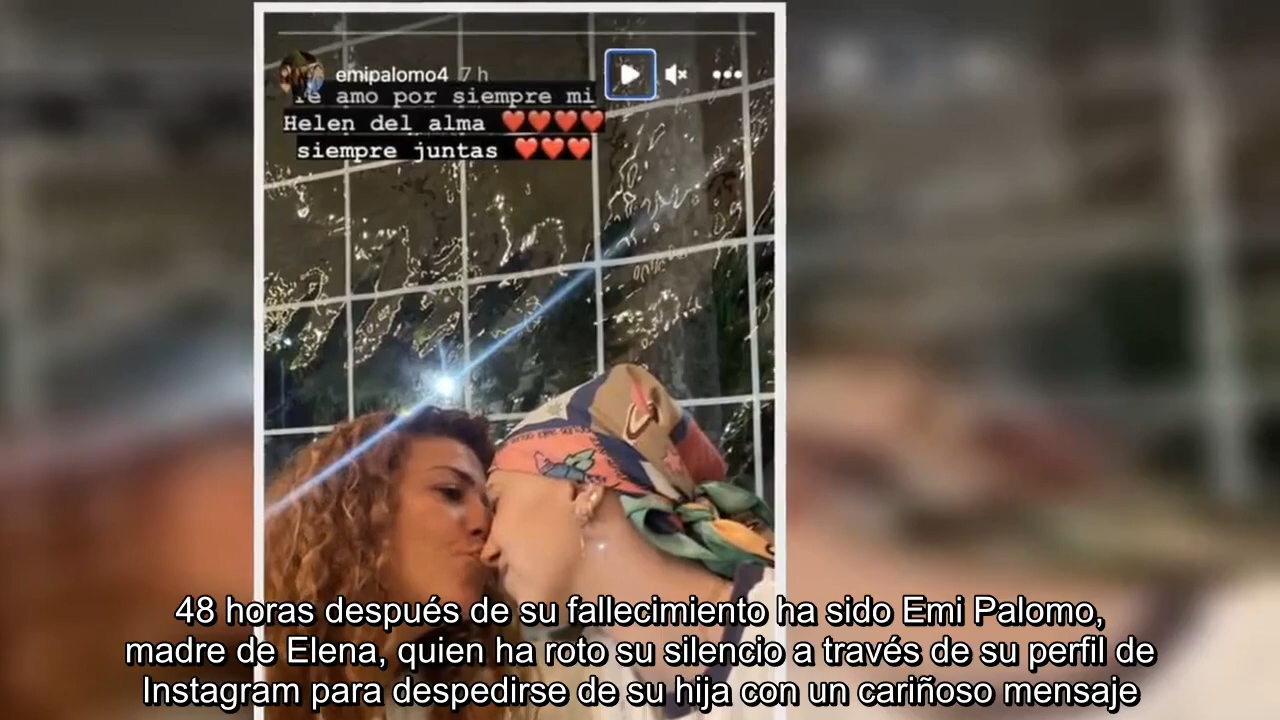 emipalomo4 7 h
Te amo por siempre mi
Helen del alma ❤️❤️❤️❤️
siempre juntas ❤️❤️❤️
48 horas después de su fallecimiento ha sido Emi Palomo,
madre de Elena, quien ha roto su silencio a través de su perfil de
Instagram para despedirse de su hija con un cariñoso mensaje